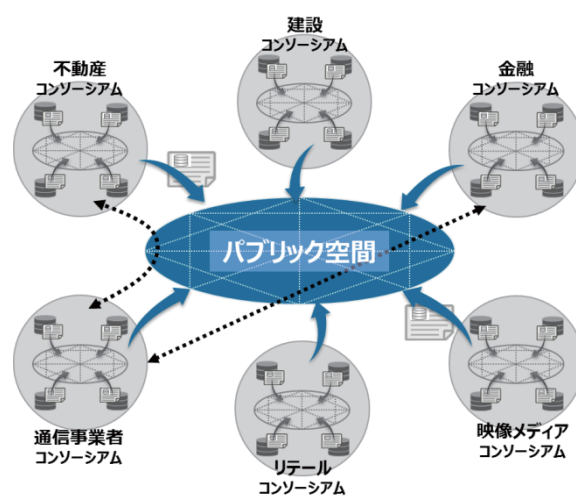 建設
コンソーシアム
不動産
コンソーシアム
金融
コンソーシアム
パブリック空間
通信事業者
コンソーシアム
リテール
コンソーシアム
映像メディア
コンソーシアム